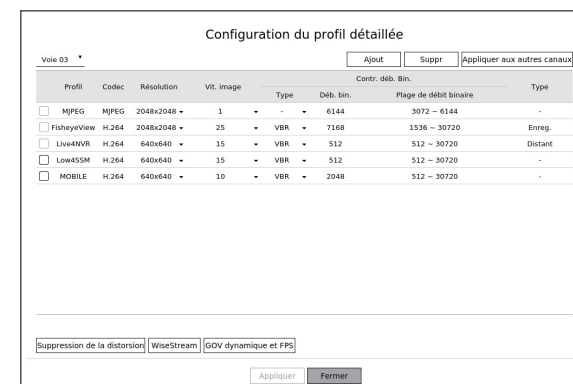 Configuration du profil détaillée
Voie 03 Ajout Suppr Appliquer aux autres canaux
Profil Codec Résolution Vit. image Contr. déb. Bin. Type
Type Déb. bin. Plage de débit binaire
MJPEG MJPEG 2048x2048 1 - 6144 3072 ~ 6144 -
FisheyeView H.264 2048x2048 25 VBR 7168 1536 ~ 30720 Enreg.
Live4NVR H.264 640x640 15 VBR 512 512 ~ 30720 Distant
Low4SSM H.264 640x640 15 VBR 512 512 ~ 30720 -
MOBILE H.264 640x640 10 VBR 2048 512 ~ 30720 -
Suppression de la distorsion WiseStream GOV dynamique et FPS
Appliquer Fermer